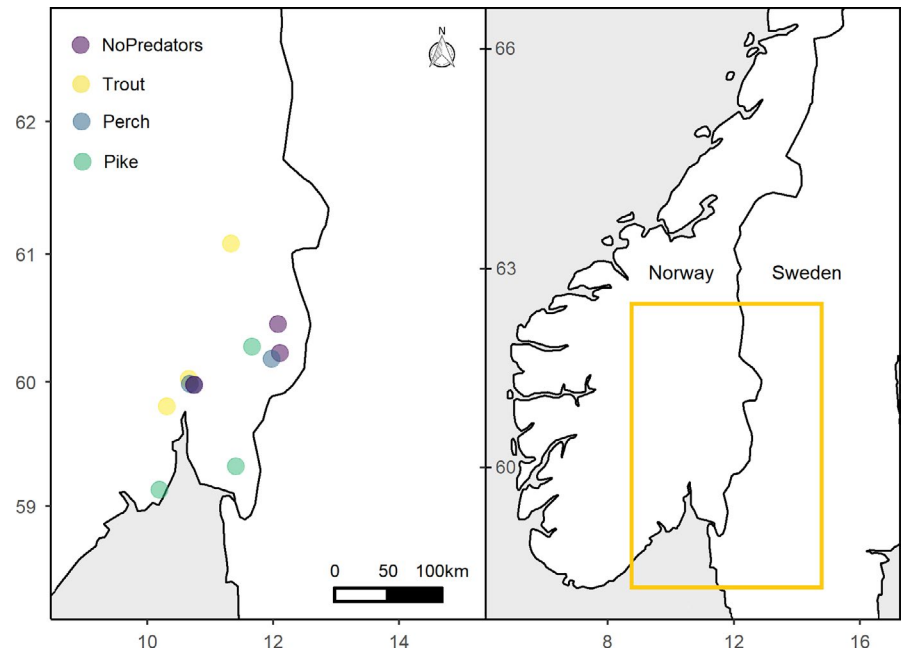 NoPredators
Trout
Perch
Pike
N
62
61
60
59
0 50 100km
10 12 14
66
63
60
Norway Sweden
8 12 16